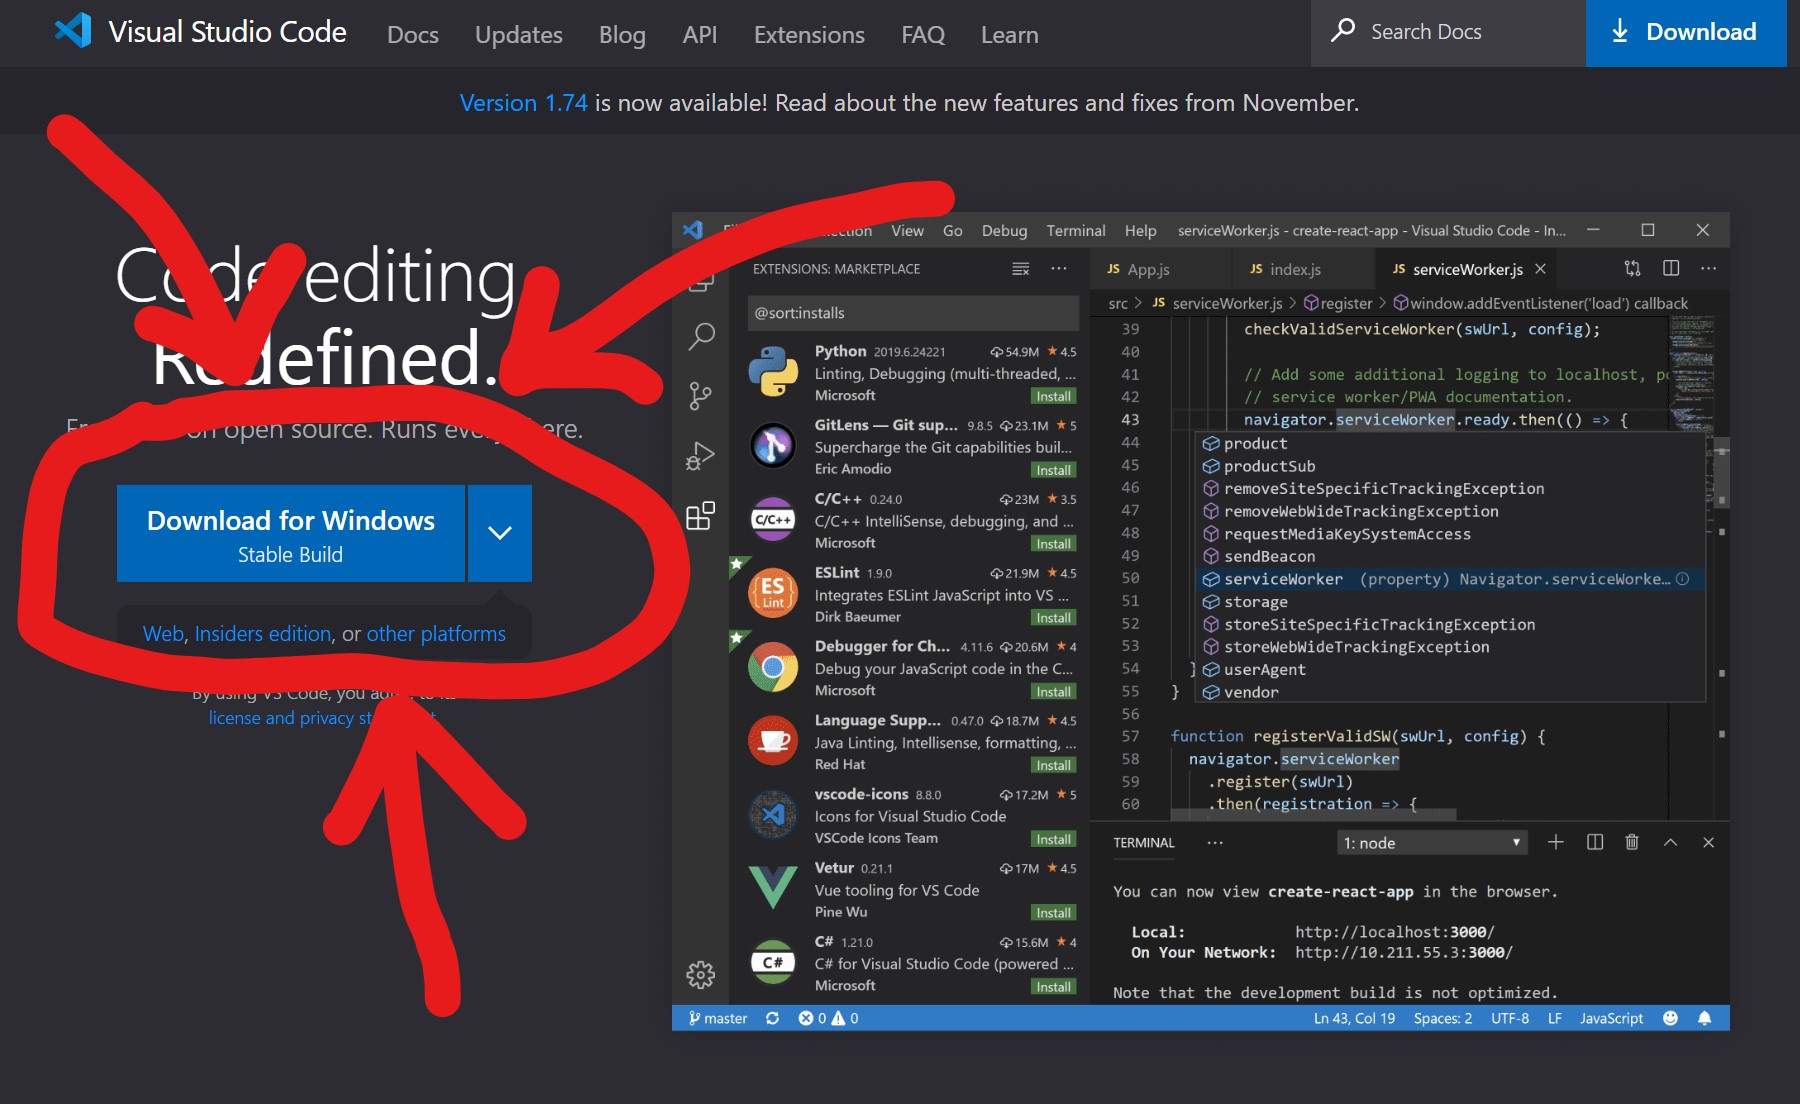 Visual Studio Code Docs Updates Blog API Extensions FAQ Learn Search Docs Download
Version 1.74 is now available! Read about the new features and fixes from November.
Code editing
Redefined.
on open source. Runs everywhere.
Download for Windows
Stable Build
Web, Insiders edition, or other platforms
By using VS Code, you agree to its
license and privacy statement.
View Go Debug Terminal Help serviceWorker.js - create-react-app - Visual Studio Code - In...
EXTENSIONS: MARKETPLACE
@sort:installs
Python 2019.6.24221 54.9M 4.5
Linting, Debugging (multi-threaded, ...
Microsoft Install
GitLens — Git sup... 9.8.5 23.1M 5
Supercharge the Git capabilities buil...
Eric Amodio Install
C/C++ C/C++ 0.24.0 23M 3.5
C/C++ IntelliSense, debugging, and ...
Microsoft Install
ESLint 1.9.0 21.9M 4.5
{ES} Integrates ESLint JavaScript into VS ...
Lint Dirk Baeumer Install
Debugger for Ch... 4.11.6 20.6M 4
Debug your JavaScript code in the C...
Microsoft Install
Language Supp... 0.47.0 18.7M 4.5
Java Linting, Intellisense, formatting, ...
Red Hat Install
vscode-icons 8.8.0 17.2M 5
Icons for Visual Studio Code
VSCode Icons Team Install
Vetur 0.21.1 17M 4.5
Vue tooling for VS Code
Pine Wu Install
C# C# 1.21.0 15.6M 4
C# for Visual Studio Code (powered ...
Microsoft Install
JS App.js JS index.js JS serviceWorker.js
src > JS serviceWorker.js > register > window.addEventListener('load') callback
39 checkValidServiceWorker(swUrl, config);
40
41 // Add some additional logging to localhost, po
42 // service worker/PWA documentation.
43 navigator.serviceWorker.ready.then(() => {
44 product
45 productSub
46 removeSiteSpecificTrackingException
47 removeWebWideTrackingException
48 requestMediaKeySystemAccess
49 sendBeacon
50 serviceWorker (property) Navigator.serviceWorke...
51 storage
52 storeSiteSpecificTrackingException
53 storeWebWideTrackingException
54 } userAgent
55 } vendor
56
57 function registerValidSW(swUrl, config) {
58 navigator.serviceWorker
59 .register(swUrl)
60 .then(registration => {
TERMINAL ... 1: node
You can now view create-react-app in the browser.
Local: http://localhost:3000/
On Your Network: http://10.211.55.3:3000/
Note that the development build is not optimized.
master 0 0 Ln 43, Col 19 Spaces: 2 UTF-8 LF JavaScript